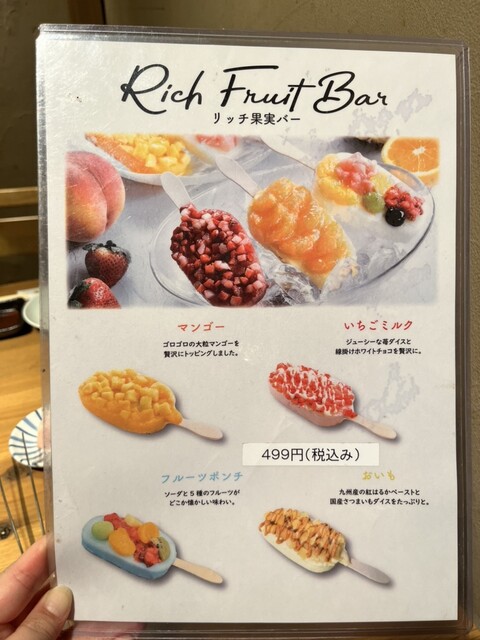 Rich Fruit Bar
リッチ果実バー
マンゴー
ゴロゴロの大粒マンゴーを
贅沢にトッピングしました。
いちごミルク
ジューシーな苺ダイスと
線掛けホワイトチョコを贅沢に。
499円(税込み)
フルーツポンチ
ソーダと5種のフルーツが
どこか懐かしい味わい。
おいも
九州産の紅はるかペーストと
国産さつまいもダイスをたっぷりと。